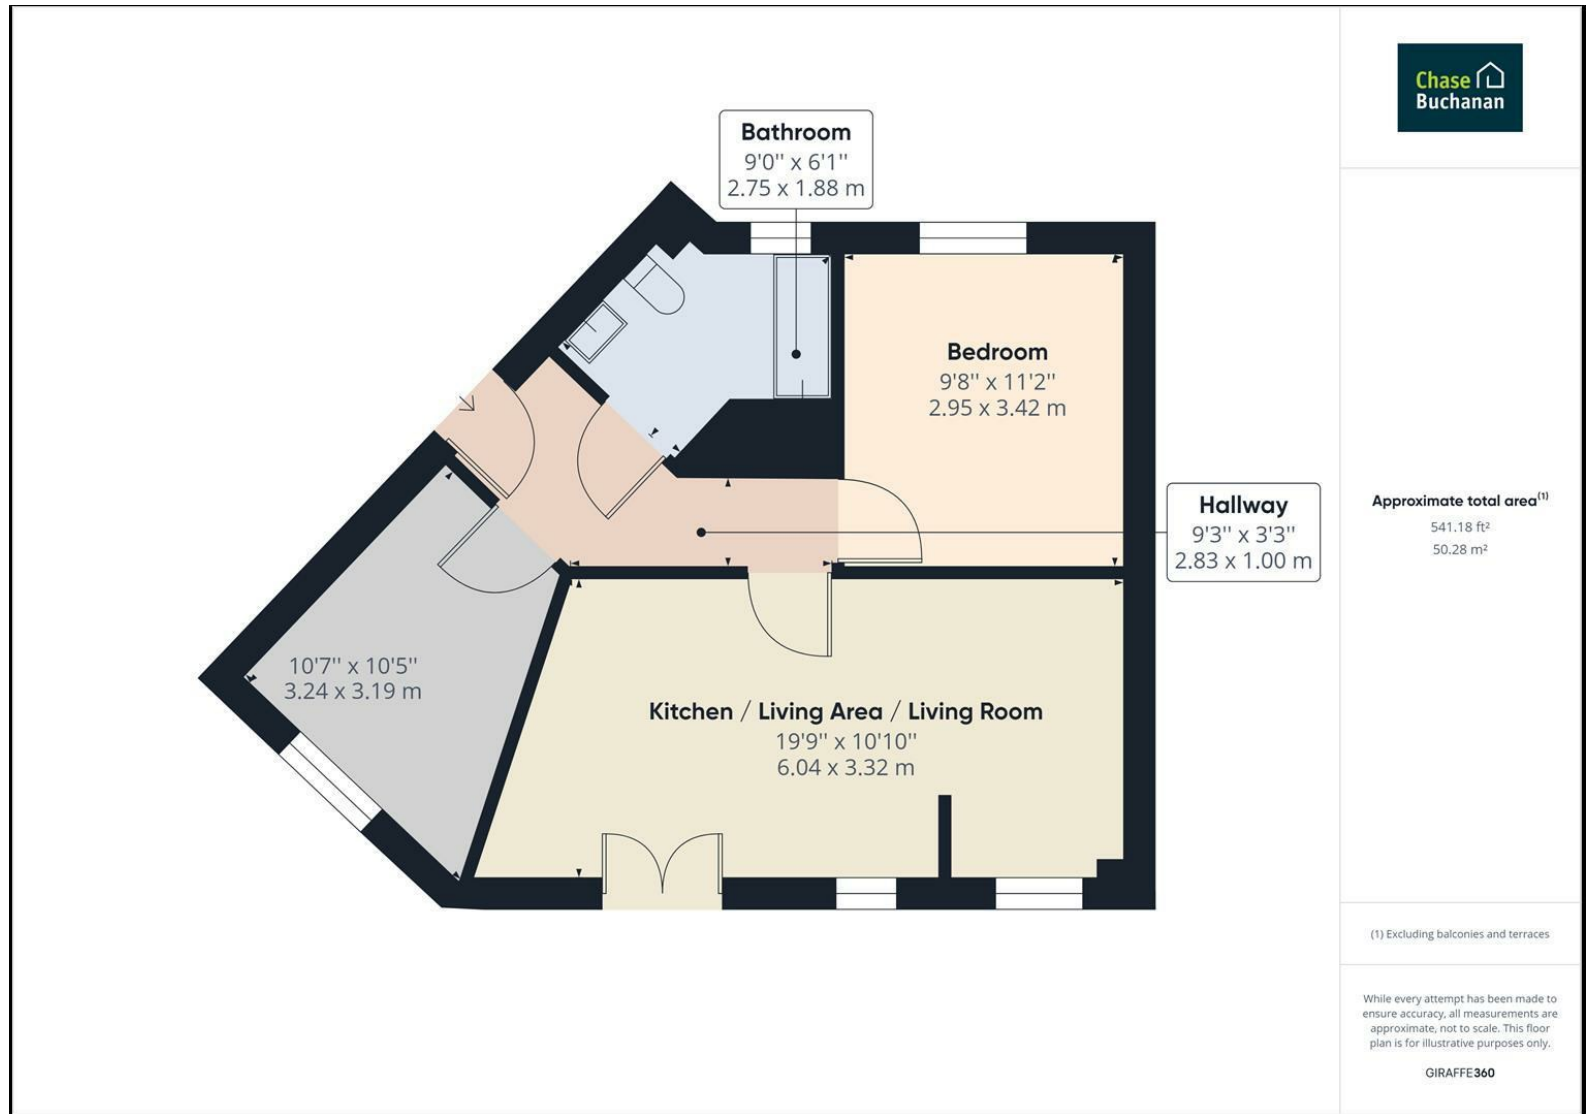 Chase
Buchanan
Bathroom
9'0'' x 6'1''
2.75 x 1.88 m
Bedroom
9'8'' x 11'2''
2.95 x 3.42 m
Hallway
9'3'' x 3'3''
2.83 x 1.00 m
10'7'' x 10'5''
3.24 x 3.19 m
Kitchen / Living Area / Living Room
19'9'' x 10'10''
6.04 x 3.32 m
Approximate total area(1)
541.18 ft²
50.28 m²
(1) Excluding balconies and terraces
While every attempt has been made to
ensure accuracy, all measurements are
approximate, not to scale. This floor
plan is for illustrative purposes only.
GIRAFFE360